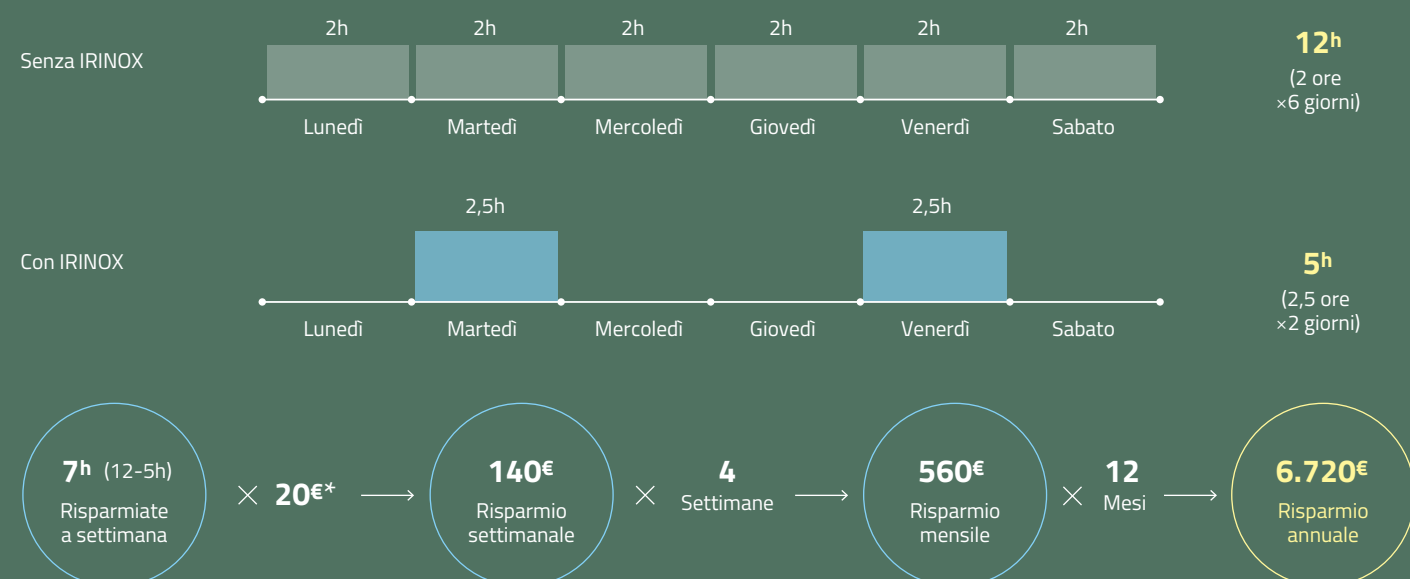 2h 2h 2h 2h 2h 2h
Senza IRINOX
12h
(2 ore
×6 giorni)
Lunedì Martedì Mercoledì Giovedì Venerdì Sabato
2,5h 2,5h
Con IRINOX
5h
(2,5 ore
×2 giorni)
Lunedì Martedì Mercoledì Giovedì Venerdì Sabato
7h (12-5h)
Risparmiate
a settimana
× 20€*
140€
Risparmio
settimanale
× 4
Settimane
560€
Risparmio
mensile
× 12
Mesi
6.720€
Risparmio
annuale